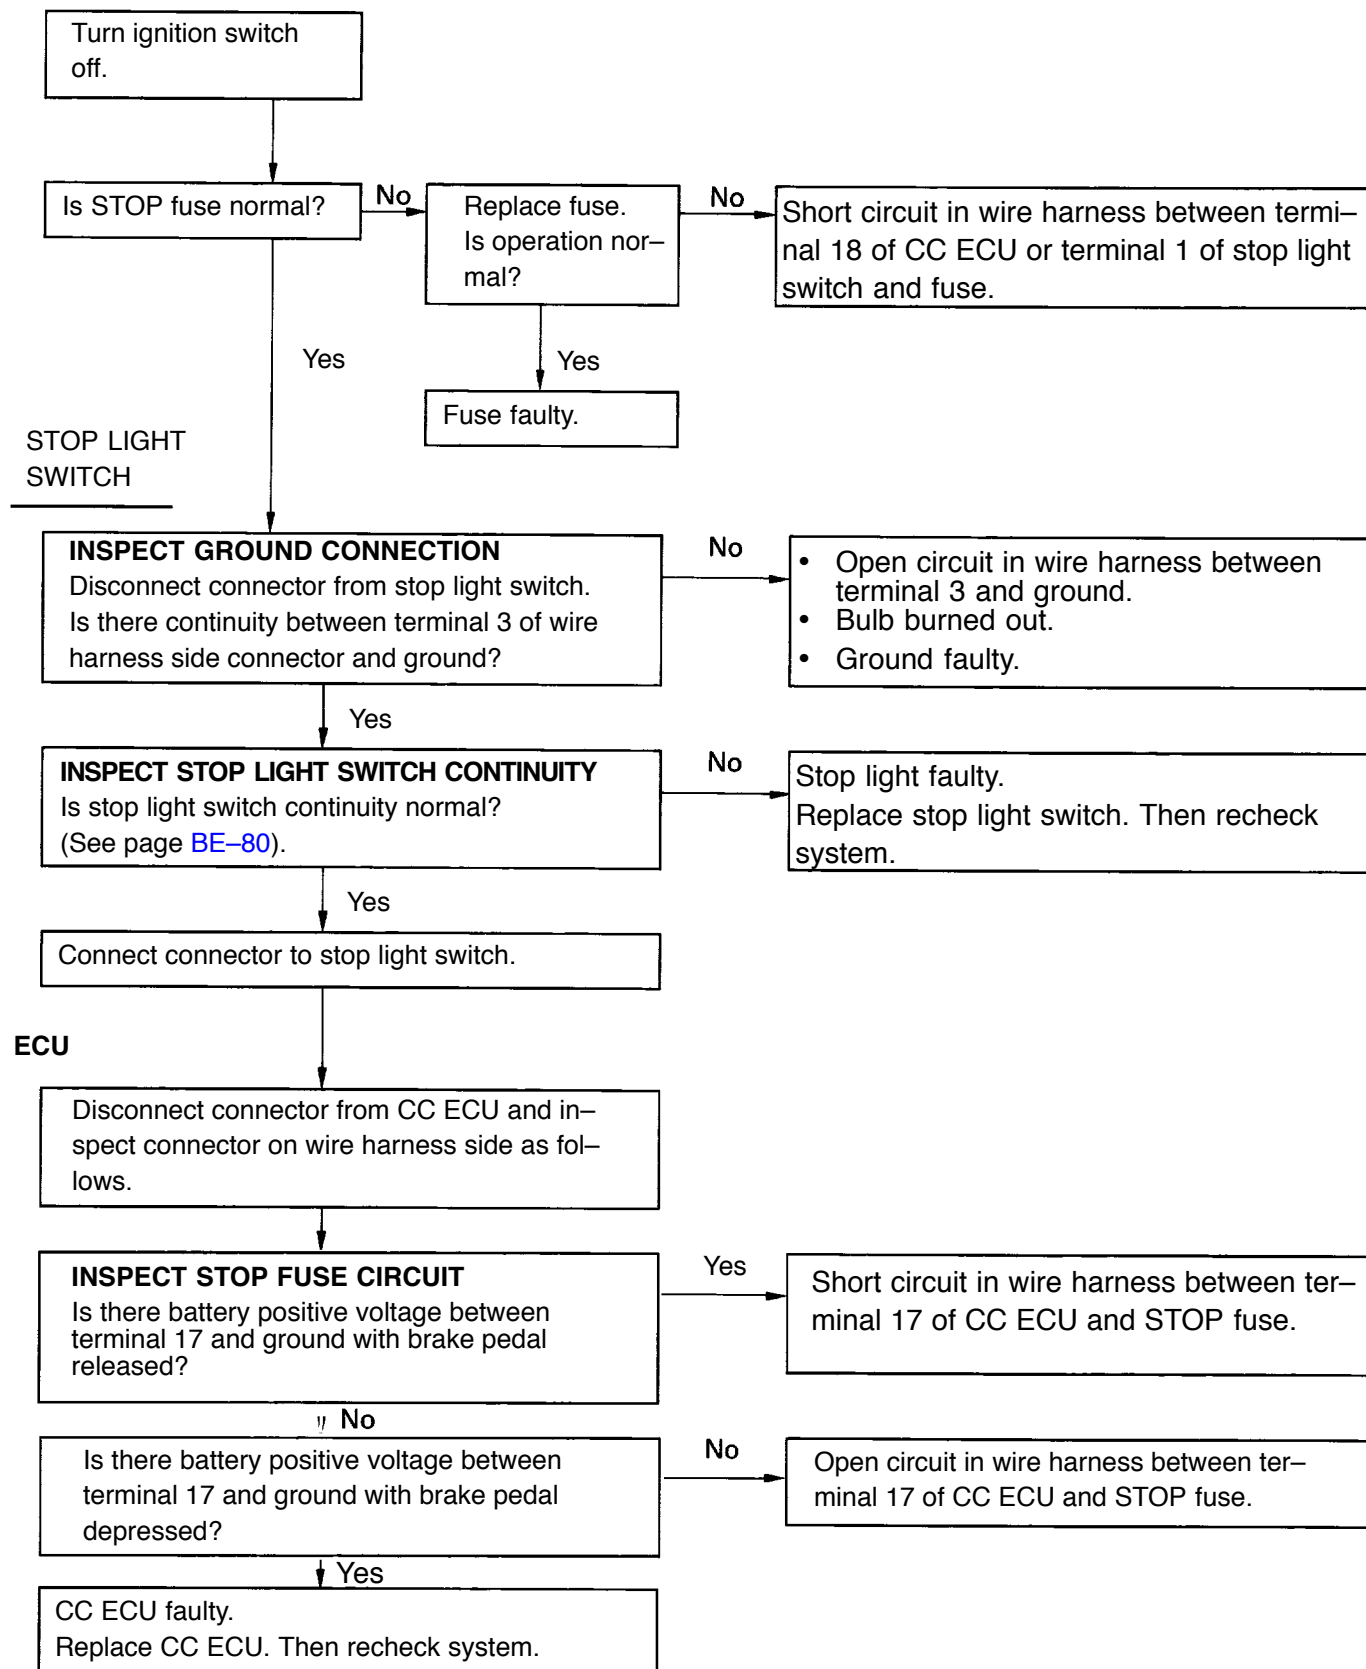 Turn ignition switch
off.
Is STOP fuse normal?
No
Replace fuse.
Is operation nor–
mal?
No
Short circuit in wire harness between termi–
nal 18 of CC ECU or terminal 1 of stop light
switch and fuse.
Yes
Yes
Fuse faulty.
STOP LIGHT
SWITCH
INSPECT GROUND CONNECTION
Disconnect connector from stop light switch.
Is there continuity between terminal 3 of wire
harness side connector and ground?
No
• Open circuit in wire harness between
terminal 3 and ground.
• Bulb burned out.
• Ground faulty.
Yes
INSPECT STOP LIGHT SWITCH CONTINUITY
Is stop light switch continuity normal?
(See page BE–80).
No
Stop light faulty.
Replace stop light switch. Then recheck
system.
Yes
Connect connector to stop light switch.
ECU
Disconnect connector from CC ECU and in–
spect connector on wire harness side as fol–
lows.
INSPECT STOP FUSE CIRCUIT
Is there battery positive voltage between
terminal 17 and ground with brake pedal
released?
Yes
Short circuit in wire harness between ter–
minal 17 of CC ECU and STOP fuse.
No
Is there battery positive voltage between
terminal 17 and ground with brake pedal
depressed?
No
Open circuit in wire harness between ter–
minal 17 of CC ECU and STOP fuse.
Yes
CC ECU faulty.
Replace CC ECU. Then recheck system.